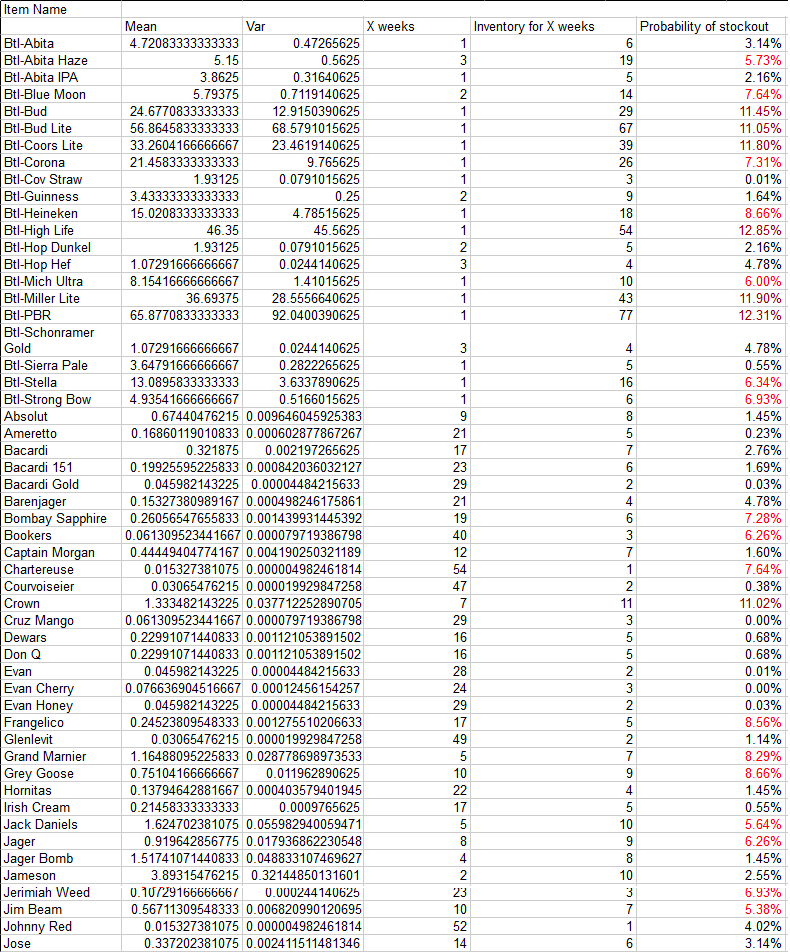 Item Name
Mean Var X weeks Inventory for X weeks Probability of stockout
Btl-Abita 4.72083333333333 0.47265625 1 6 3.14%
Btl-Abita Haze 5.15 0.5625 3 19 5.73%
Btl-Abita IPA 3.8625 0.31640625 1 5 2.16%
Btl-Blue Moon 5.79375 0.7119140625 2 14 7.64%
Btl-Bud 24.6770833333333 12.9150390625 1 29 11.45%
Btl-Bud Lite 56.8645833333333 68.5791015625 1 67 11.05%
Btl-Coors Lite 33.2604166666667 23.4619140625 1 39 11.80%
Btl-Corona 21.4583333333333 9.765625 1 26 7.31%
Btl-Cov Straw 1.93125 0.0791015625 1 3 0.01%
Btl-Guinness 3.43333333333333 0.25 2 9 1.64%
Btl-Heineken 15.0208333333333 4.78515625 1 18 8.66%
Btl-High Life 46.35 45.5625 1 54 12.85%
Btl-Hop Dunkel 1.93125 0.0791015625 2 5 2.16%
Btl-Hop Hef 1.07291666666667 0.0244140625 3 4 4.78%
Btl-Mich Ultra 8.15416666666667 1.41015625 1 10 6.00%
Btl-Miller Lite 36.69375 28.5556640625 1 43 11.90%
Btl-PBR 65.8770833333333 92.0400390625 1 77 12.31%
Btl-Schonramer
Gold 1.07291666666667 0.0244140625 3 4 4.78%
Btl-Sierra Pale 3.64791666666667 0.2822265625 1 5 0.55%
Btl-Stella 13.0895833333333 3.6337890625 1 16 6.34%
Btl-Strong Bow 4.93541666666667 0.5166015625 1 6 6.93%
Absolut 0.67440476215 0.009646045925383 9 8 1.45%
Ameretto 0.16860119010833 0.000602877867267 21 5 0.23%
Bacardi 0.321875 0.002197265625 17 7 2.76%
Bacardi 151 0.19925595225833 0.000842036032127 23 6 1.69%
Bacardi Gold 0.045982143225 0.00004484215633 29 2 0.03%
Barenjager 0.15327380989167 0.000498246175861 21 4 4.78%
Bombay Sapphire 0.26056547655833 0.001439931445392 19 6 7.28%
Bookers 0.061309523441667 0.000079719386798 40 3 6.26%
Captain Morgan 0.44449404774167 0.004190250321189 12 7 1.60%
Chartereuse 0.015327381075 0.000004982461814 54 1 7.64%
Courvoiseier 0.03065476215 0.000019929847258 47 2 0.38%
Crown 1.333482143225 0.037712252890705 7 11 11.02%
Cruz Mango 0.061309523441667 0.000079719386798 29 3 0.00%
Dewars 0.22991071440833 0.001121053891502 16 5 0.68%
Don Q 0.22991071440833 0.001121053891502 16 5 0.68%
Evan 0.045982143225 0.00004484215633 28 2 0.01%
Evan Cherry 0.076636904516667 0.00012456154257 24 3 0.00%
Evan Honey 0.045982143225 0.00004484215633 29 2 0.03%
Frangelico 0.24523809548333 0.001275510206633 17 5 8.56%
Glenlevit 0.03065476215 0.000019929847258 49 2 1.14%
Grand Marnier 1.16488095225833 0.028778698973533 5 7 8.29%
Grey Goose 0.75104166666667 0.011962890625 10 9 8.66%
Hornitas 0.13794642881667 0.000403579401945 22 4 1.45%
Irish Cream 0.21458333333333 0.0009765625 17 5 0.55%
Jack Daniels 1.624702381075 0.055982940059471 5 10 5.64%
Jager 0.919642856775 0.017936862230548 8 9 6.26%
Jager Bomb 1.51741071440833 0.048833107469627 4 8 1.45%
Jameson 3.89315476215 0.32144850131601 2 10 2.55%
Jerimiah Weed 0.10729166666667 0.000244140625 23 3 6.93%
Jim Beam 0.56711309548333 0.006820990120695 10 7 5.38%
Johnny Red 0.015327381075 0.000004982461814 52 1 4.02%
Jose 0.337202381075 0.002411511481346 14 6 3.14%